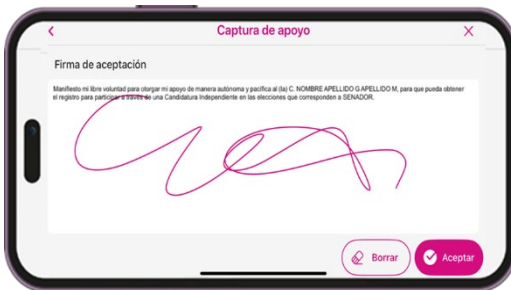 Captura de apoyo
Firma de aceptación
Manifiesto mi libre voluntad para otorgar mi apoyo de manera autónoma y pacífica al (la) C. NOMBRE APELLIDO G APELLIDO M, para que pueda obtener
el registro para participar a través de una Candidatura Independiente en las elecciones que corresponden a SENADOR.
Borrar
Aceptar